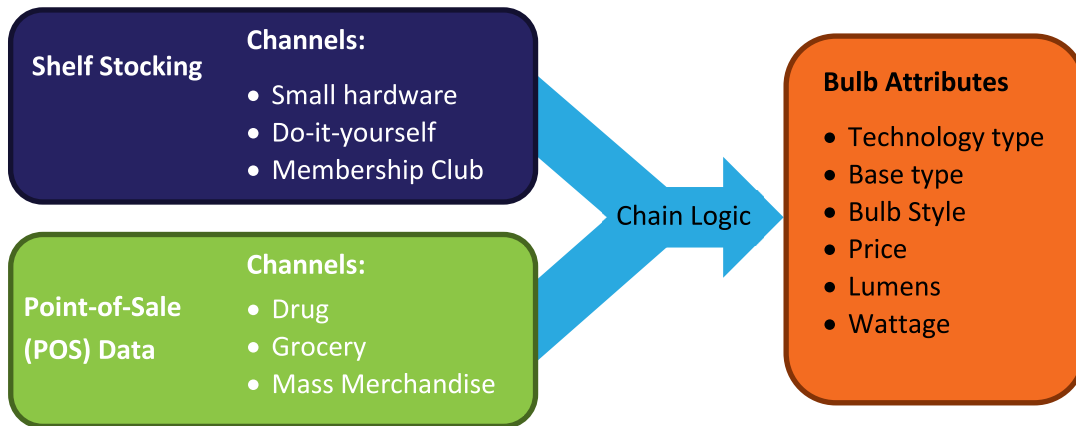 Shelf Stocking
Channels:
• Small hardware
• Do-it-yourself
• Membership Club
Point-of-Sale
(POS) Data
Channels:
• Drug
• Grocery
• Mass Merchandise
Chain Logic
Bulb Attributes
• Technology type
• Base type
• Bulb Style
• Price
• Lumens
• Wattage